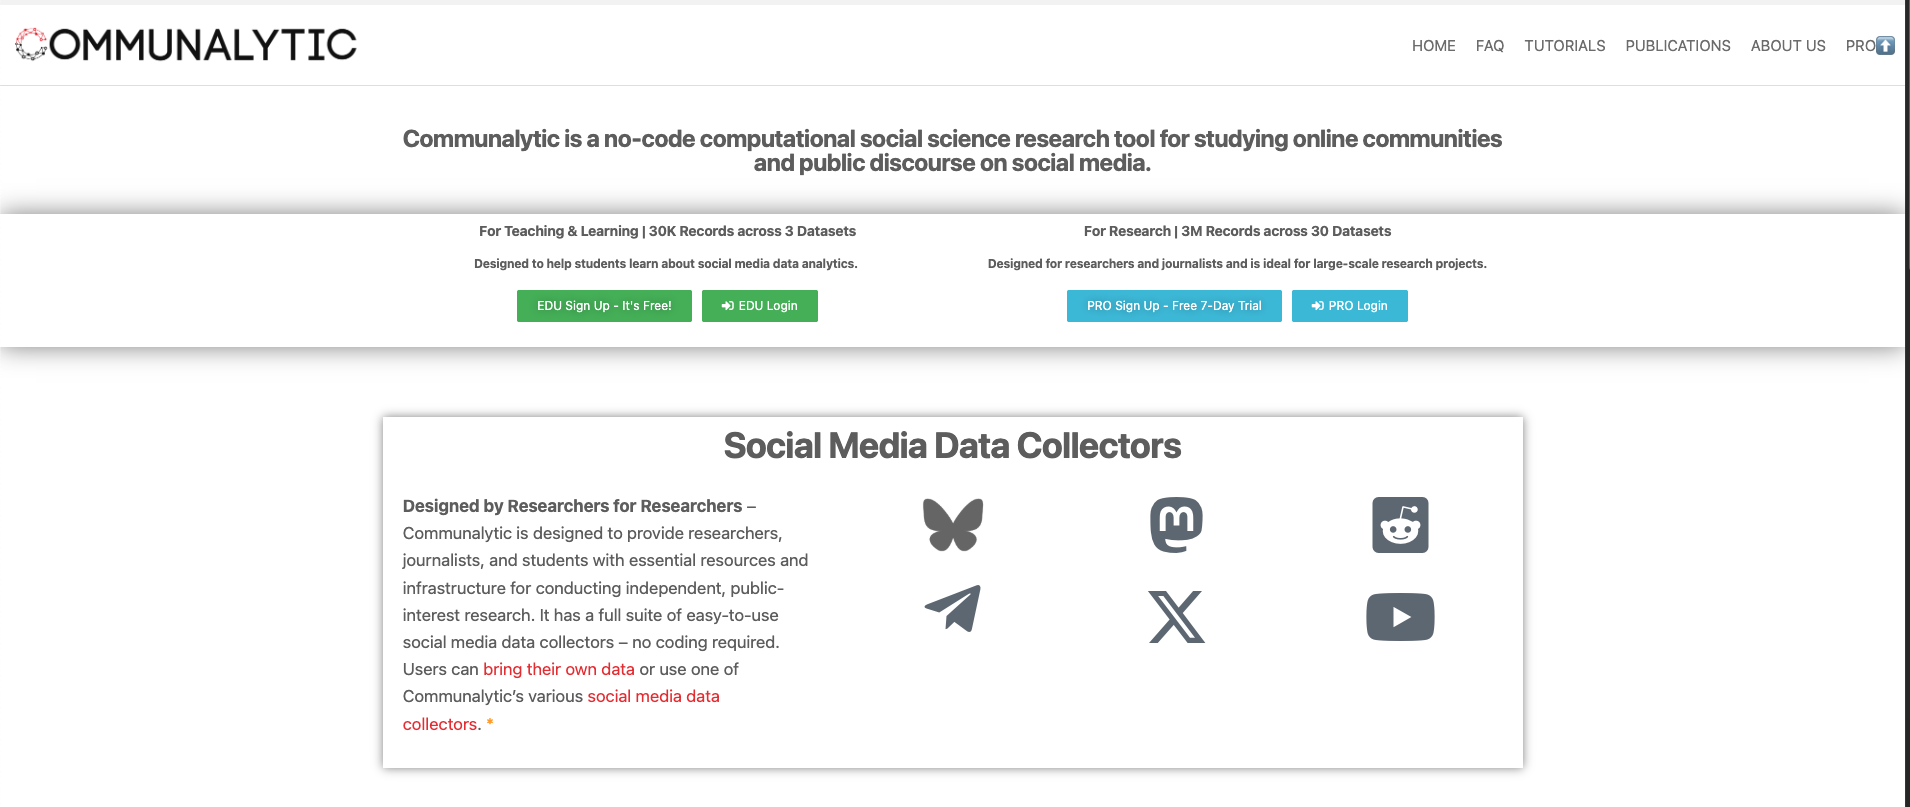 COMMUNALYTIC
HOME FAQ TUTORIALS PUBLICATIONS ABOUT US PRO
Communalytic is a no-code computational social science research tool for studying online communities
and public discourse on social media.
For Teaching & Learning | 30K Records across 3 Datasets
Designed to help students learn about social media data analytics.
EDU Sign Up - It's Free!
EDU Login
For Research | 3M Records across 30 Datasets
Designed for researchers and journalists and is ideal for large-scale research projects.
PRO Sign Up - Free 7-Day Trial
PRO Login
Social Media Data Collectors
Designed by Researchers for Researchers –
Communalytic is designed to provide researchers,
journalists, and students with essential resources and
infrastructure for conducting independent, public-
interest research. It has a full suite of easy-to-use
social media data collectors – no coding required.
Users can bring their own data or use one of
Communalytic’s various social media data
collectors. *